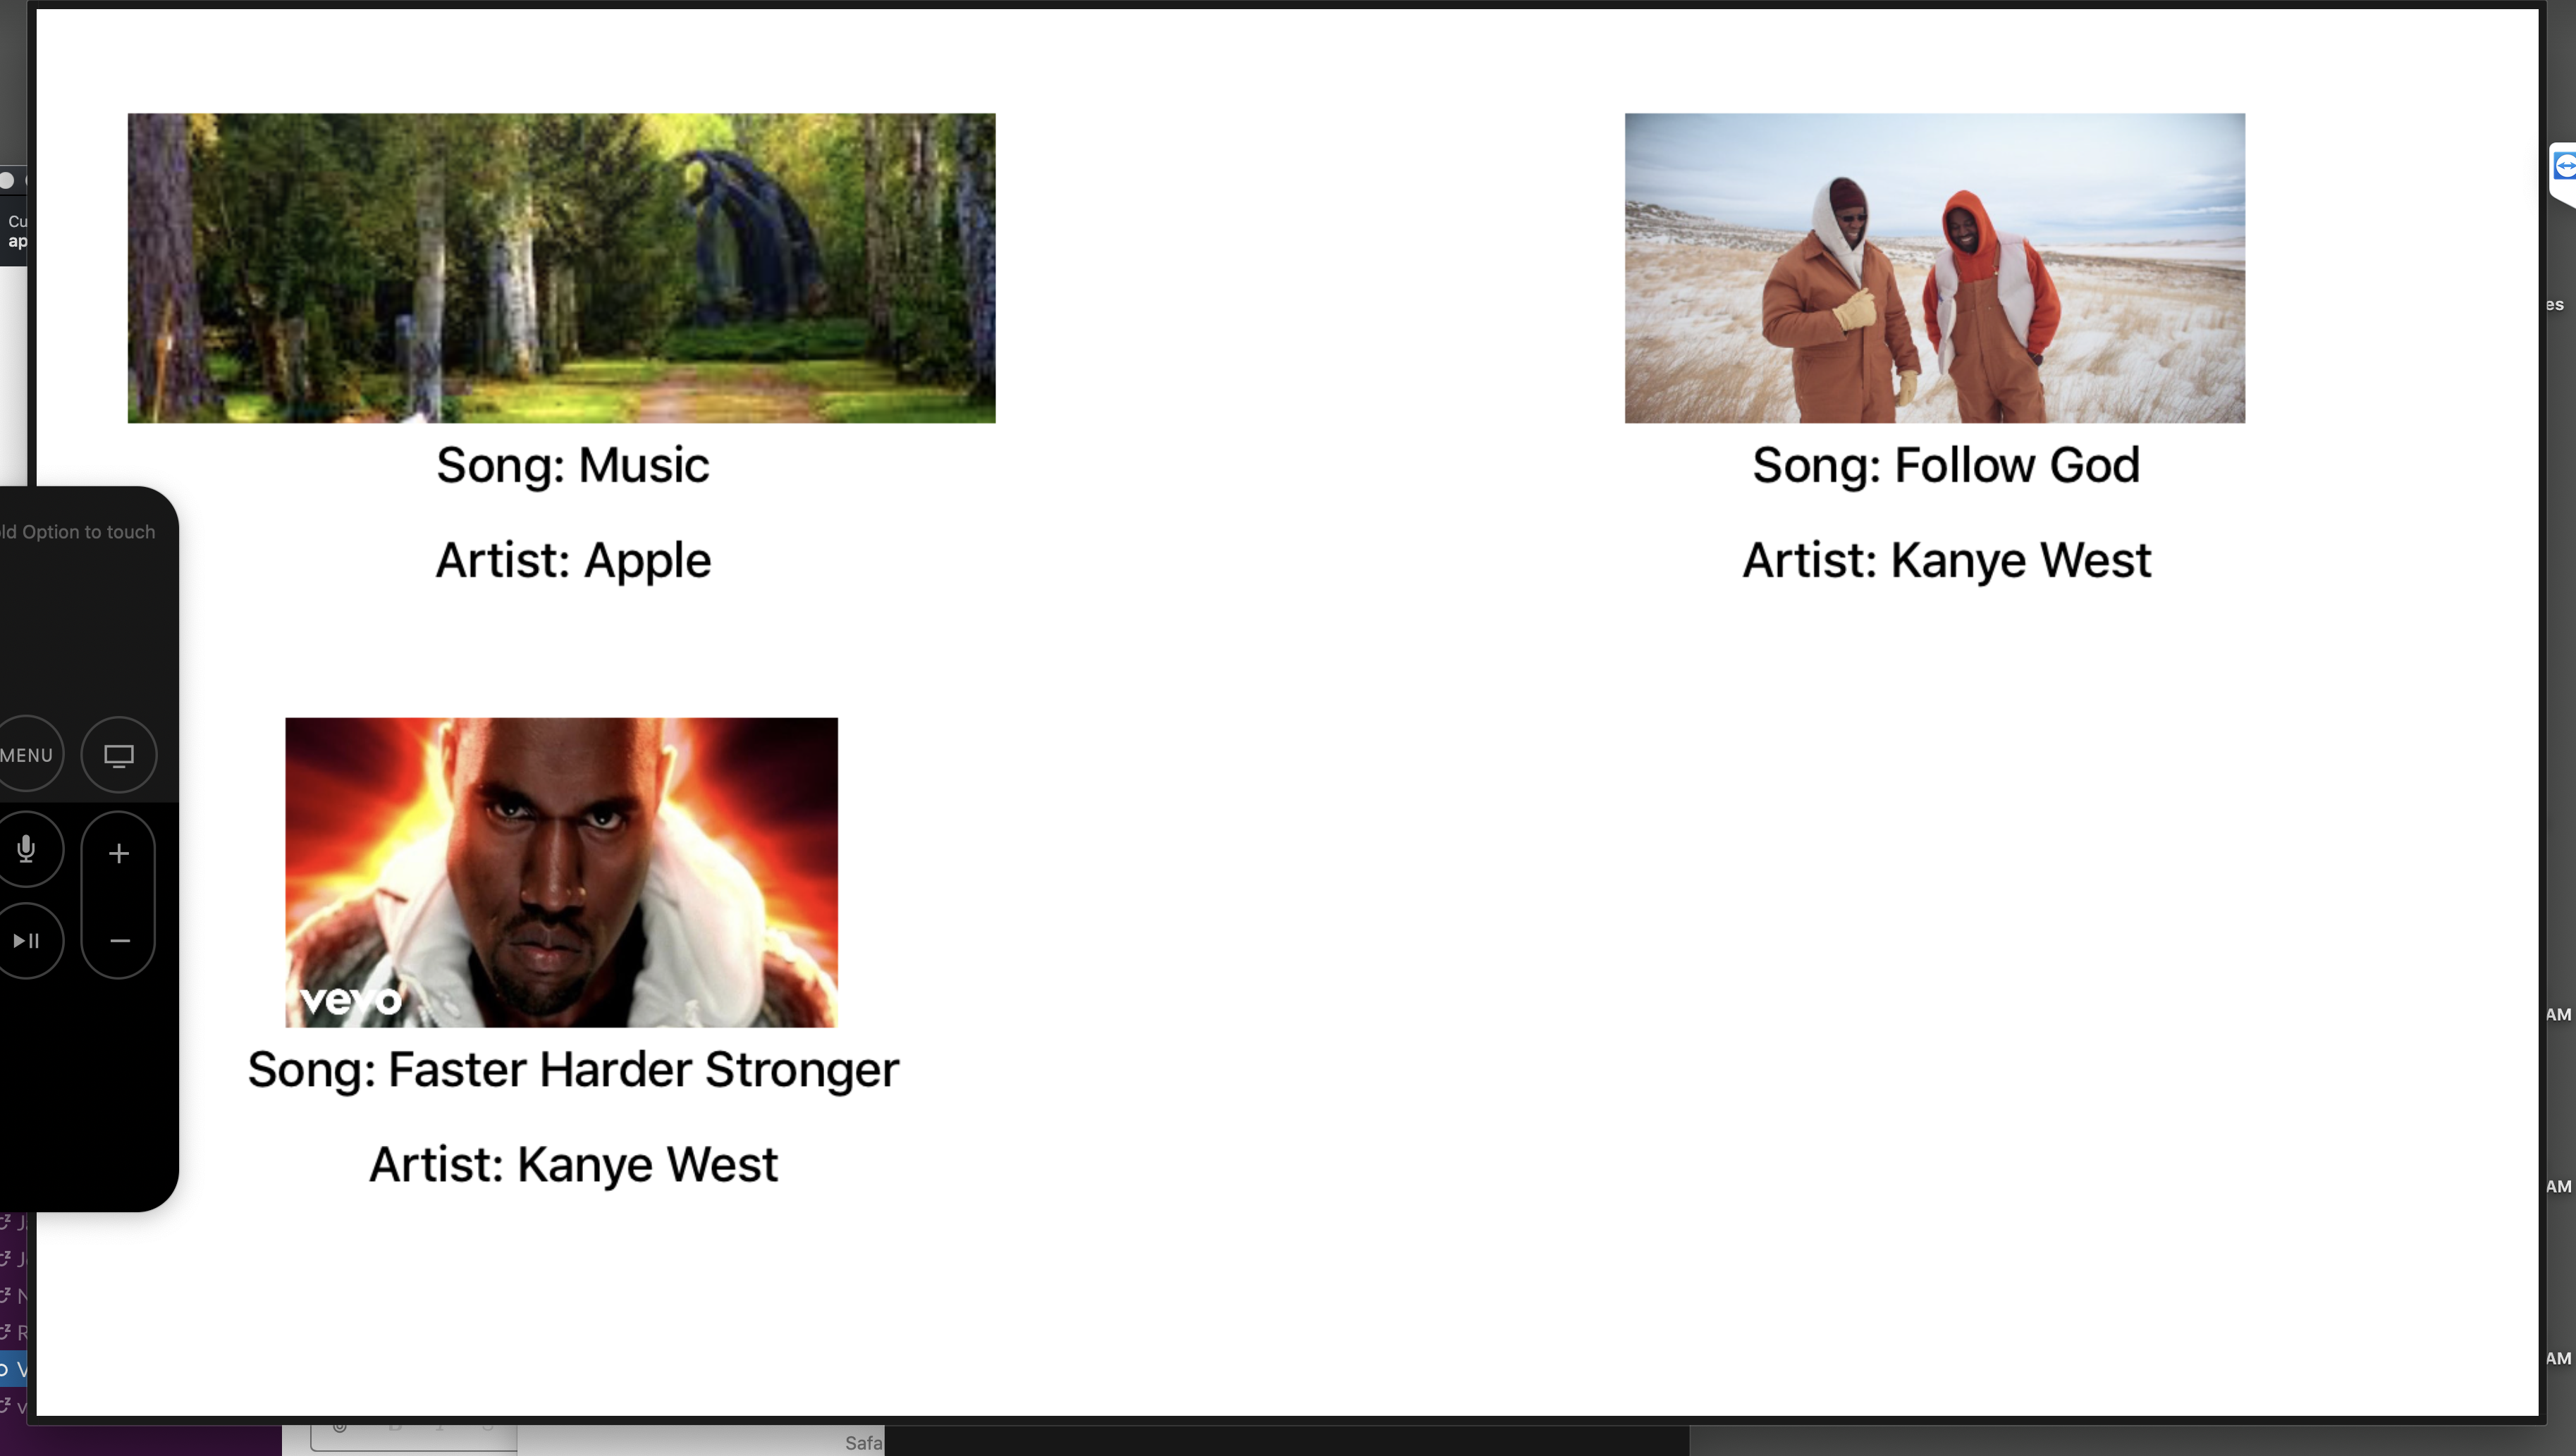 Cu
ap
Song: Music
Artist: Apple
Song: Follow God
Artist: Kanye West
es
ld Option to touch
MENU
vevo
Song: Faster Harder Stronger
Artist: Kanye West
AM
AM
AM
J
J
N
R
V
v
Safa